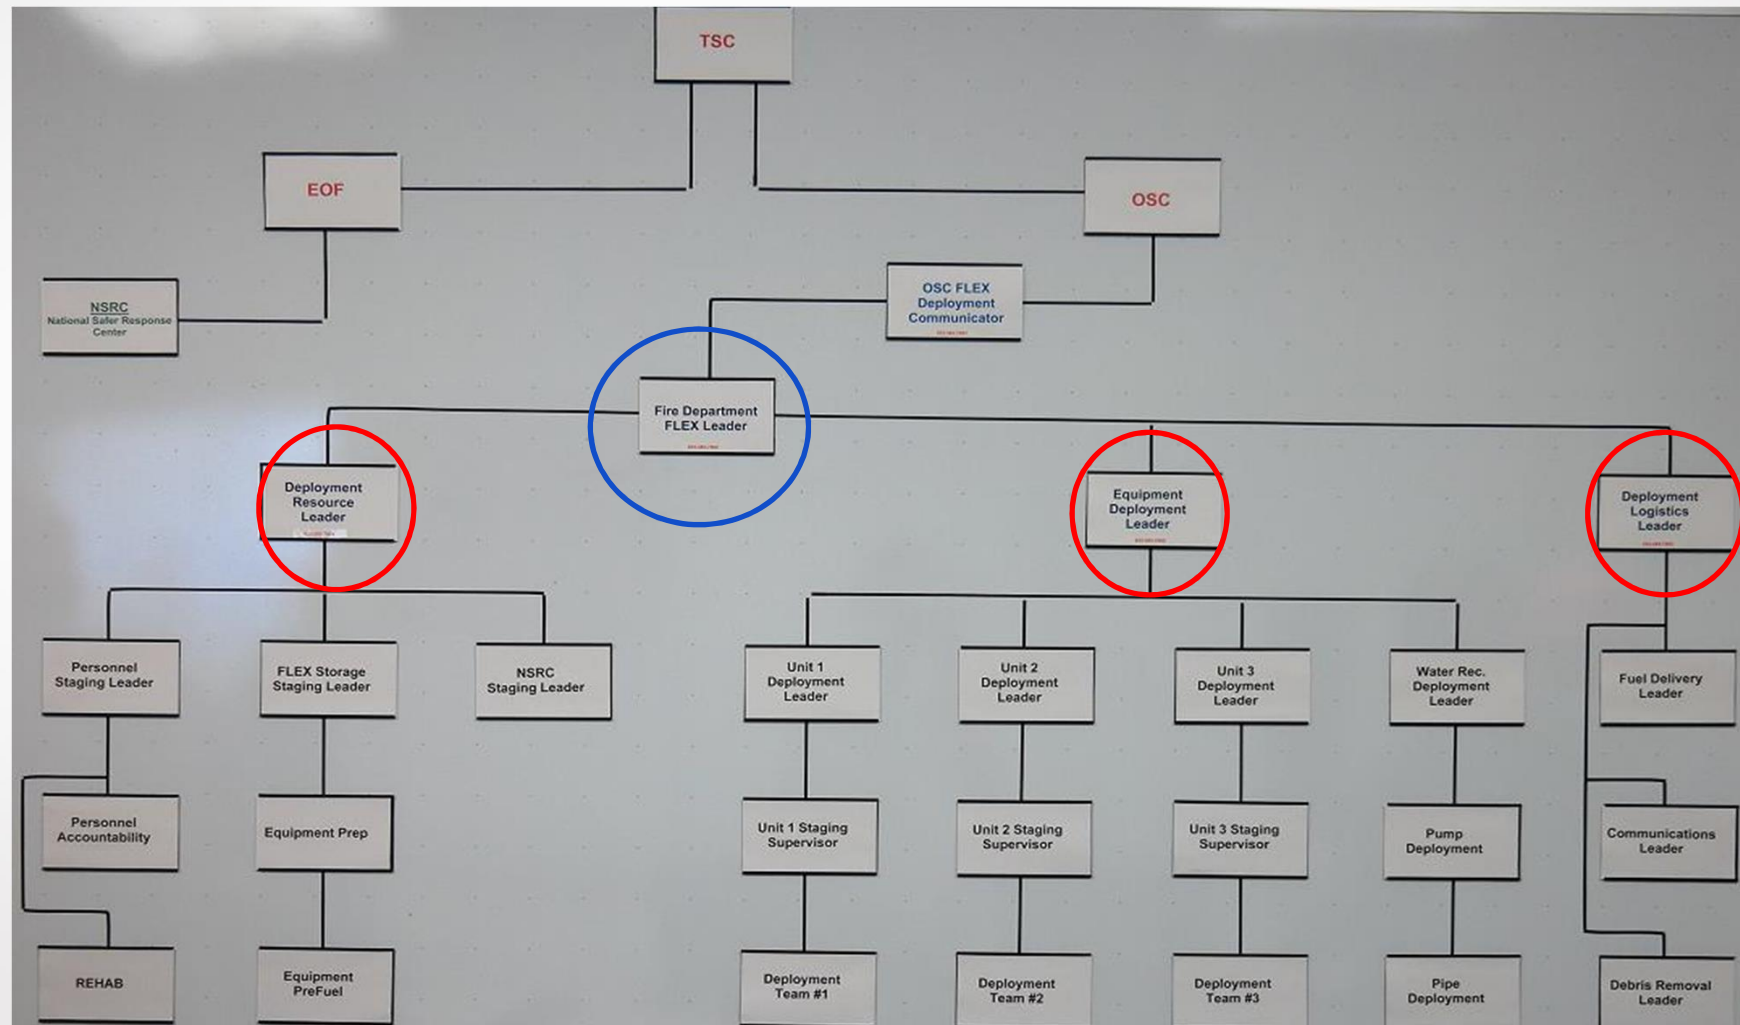 TSC
EOF
OSC
NSRC
National Safer Response
Center
OSC FLEX
Deployment
Communicator
Fire Department
FLEX Leader
Deployment
Resource
Leader
Equipment
Deployment
Leader
Deployment
Logistics
Leader
Personnel
Staging Leader
FLEX Storage
Staging Leader
NSRC
Staging Leader
Unit 1
Deployment
Leader
Unit 2
Deployment
Leader
Unit 3
Deployment
Leader
Water Rec.
Deployment
Leader
Fuel Delivery
Leader
Personnel
Accountability
Equipment Prep
Unit 1 Staging
Supervisor
Unit 2 Staging
Supervisor
Unit 3 Staging
Supervisor
Pump
Deployment
Communications
Leader
REHAB
Equipment
PreFuel
Deployment
Team #1
Deployment
Team #2
Deployment
Team #3
Pipe
Deployment
Debris Removal
Leader